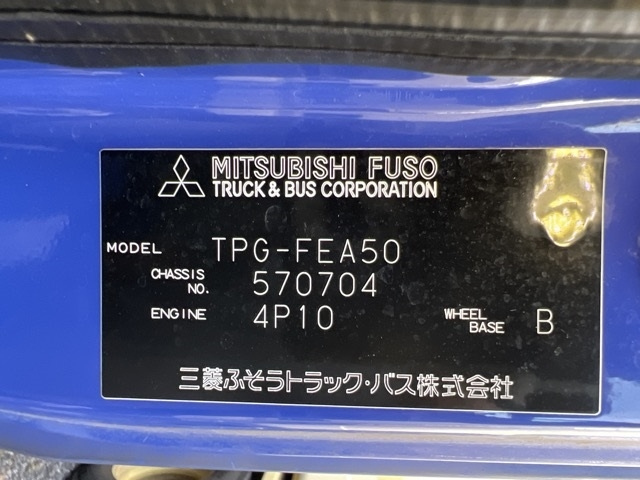 MITSUBISHI FUSO
TRUCK & BUS CORPORATION
MODEL TPG-FEA50
CHASSIS NO. 570704
ENGINE 4P10 WHEEL BASE B
三菱ふそうトラック・バス株式会社